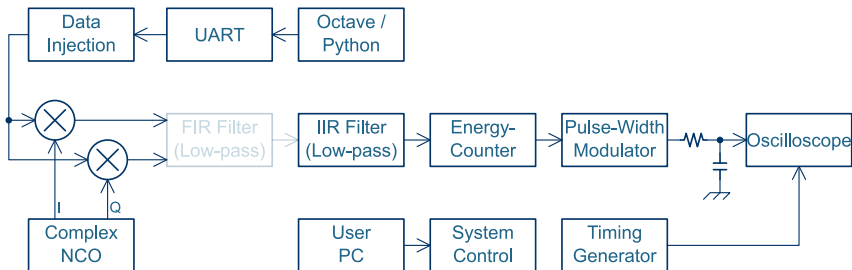 Data
Injection
UART
Octave /
Python
FIR Filter
(Low-pass)
IIR Filter
(Low-pass)
Energy-
Counter
Pulse-Width
Modulator
Oscilloscope
I
Q
Complex
NCO
User
PC
System
Control
Timing
Generator